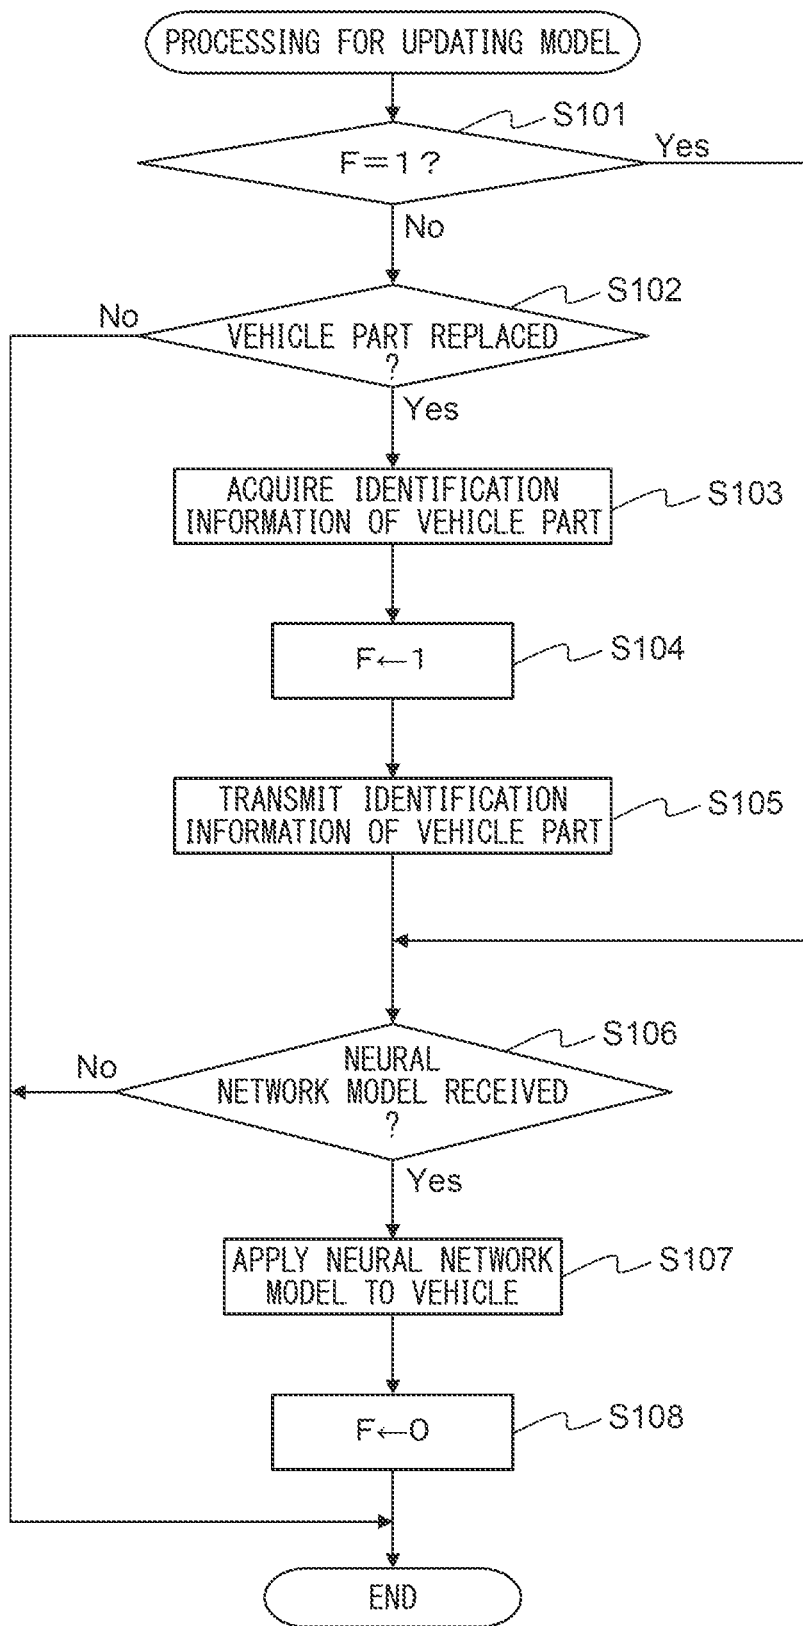 PROCESSING FOR UPDATING MODEL
S101
F=1?
Yes
No
S102
No
VEHICLE PART REPLACED
?
Yes
ACQUIRE IDENTIFICATION
INFORMATION OF VEHICLE PART
S103
F←1
S104
TRANSMIT IDENTIFICATION
INFORMATION OF VEHICLE PART
S105
S106
No
NEURAL
NETWORK MODEL RECEIVED
?
Yes
APPLY NEURAL NETWORK
MODEL TO VEHICLE
S107
F←0
S108
END